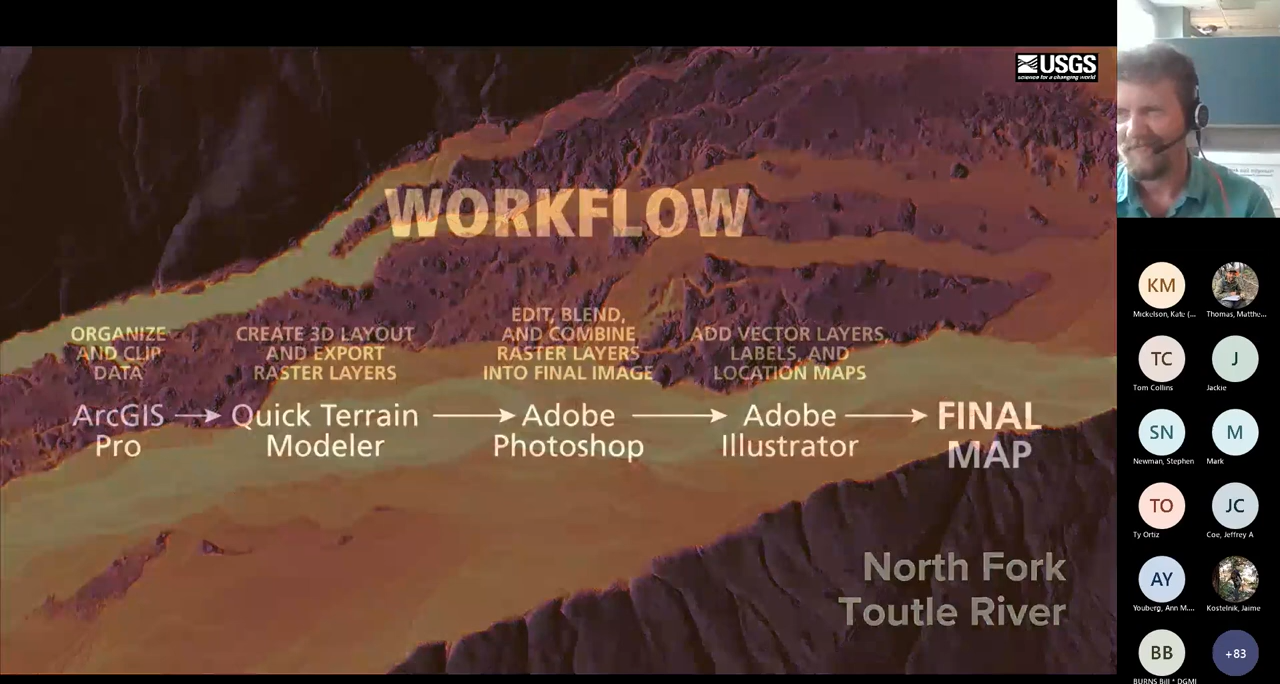 USGS
science for a changing world
WORKFLOW
ORGANIZE
AND CLIP
DATA
ArcGIS
Pro
CREATE 3D LAYOUT
AND EXPORT
RASTER LAYERS
Quick Terrain
Modeler
EDIT, BLEND,
AND COMBINE
RASTER LAYERS
INTO FINAL IMAGE
Adobe
Photoshop
ADD VECTOR LAYERS,
LABELS, AND
LOCATION MAPS
Adobe
Illustrator
FINAL
MAP
North Fork
Toutle River
KM
Mickelson, Kate (...
Thomas, Matthe...
TC
Tom Collins
J
Jackie
SN
Newman, Stephen
M
Mark
TO
Ty Ortiz
JC
Coe, Jeffrey A
AY
Youberg, Ann M....
Kostelnik, Jaime
BB
BURNS Bill * DGMI
+83